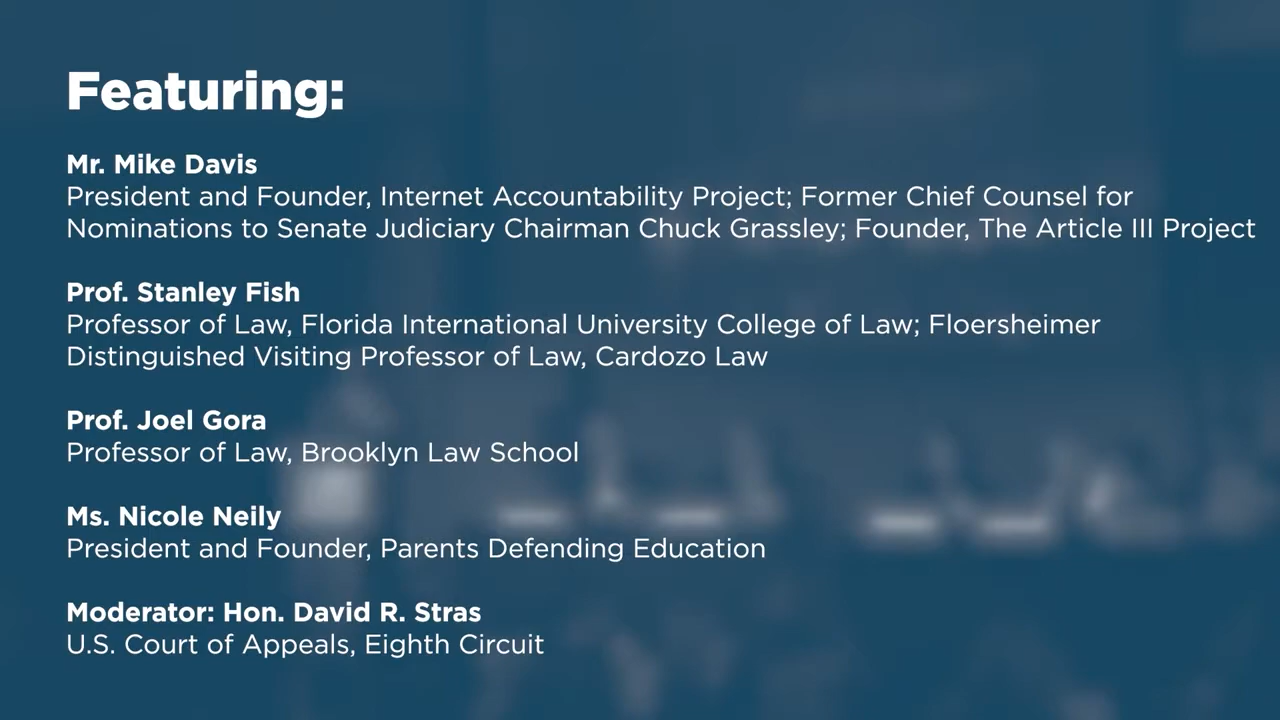 Featuring:
Mr. Mike Davis
President and Founder, Internet Accountability Project; Former Chief Counsel for
Nominations to Senate Judiciary Chairman Chuck Grassley; Founder, The Article III Project
Prof. Stanley Fish
Professor of Law, Florida International University College of Law; Floersheimer
Distinguished Visiting Professor of Law, Cardozo Law
Prof. Joel Gora
Professor of Law, Brooklyn Law School
Ms. Nicole Neily
President and Founder, Parents Defending Education
Moderator: Hon. David R. Stras
U.S. Court of Appeals, Eighth Circuit